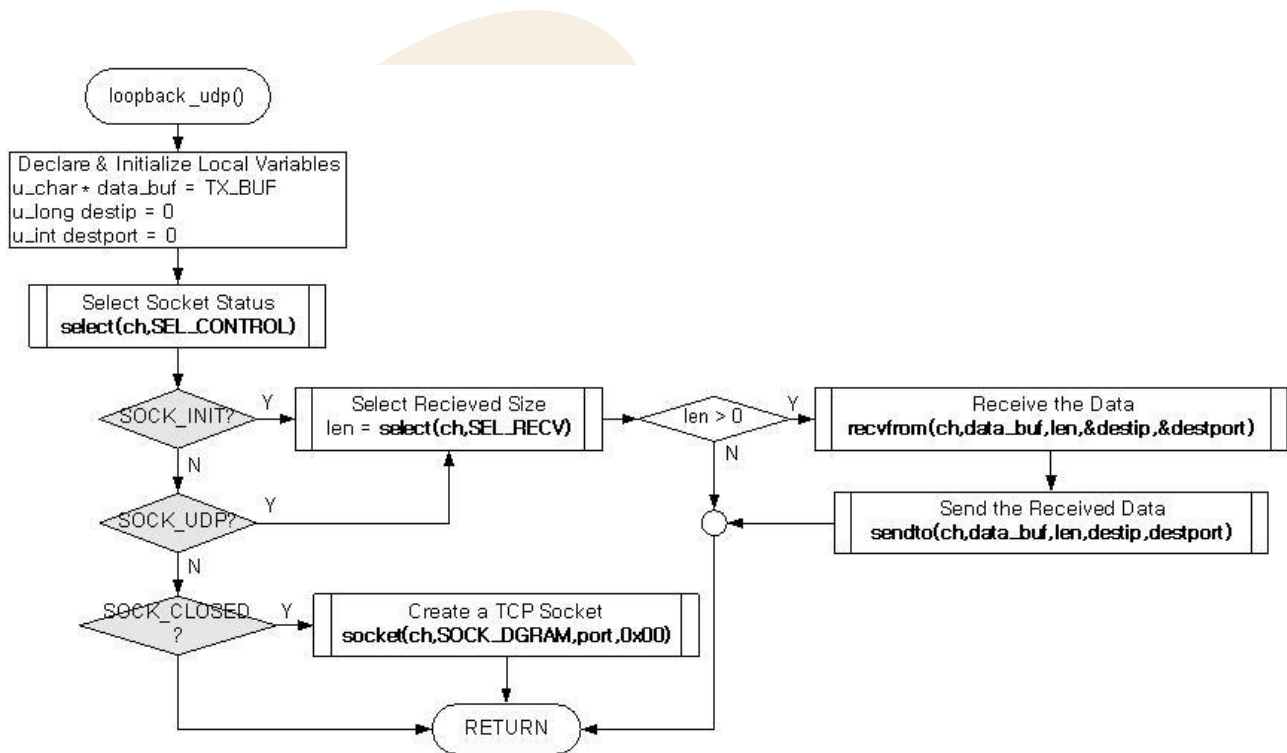 loopback_udp()
Declare & Initialize Local Variables
u_char* data_buf = TX_BUF
u_long destip = 0
u_int destport = 0
Select Socket Status
select(ch,SEL_CONTROL)
SOCK_INIT?
Y
Select Recieved Size
len = select(ch,SEL_RECV)
len > 0
Y
Receive the Data
recvfrom(ch,data_buf,len,&destip,&destport)
N
N
SOCK_UDP?
Y
Send the Received Data
sendto(ch,data_buf,len,destip,destport)
N
SOCK_CLOSED
?
Y
Create a TCP Socket
socket(ch,SOCK_DGRAM,port,0x00)
RETURN